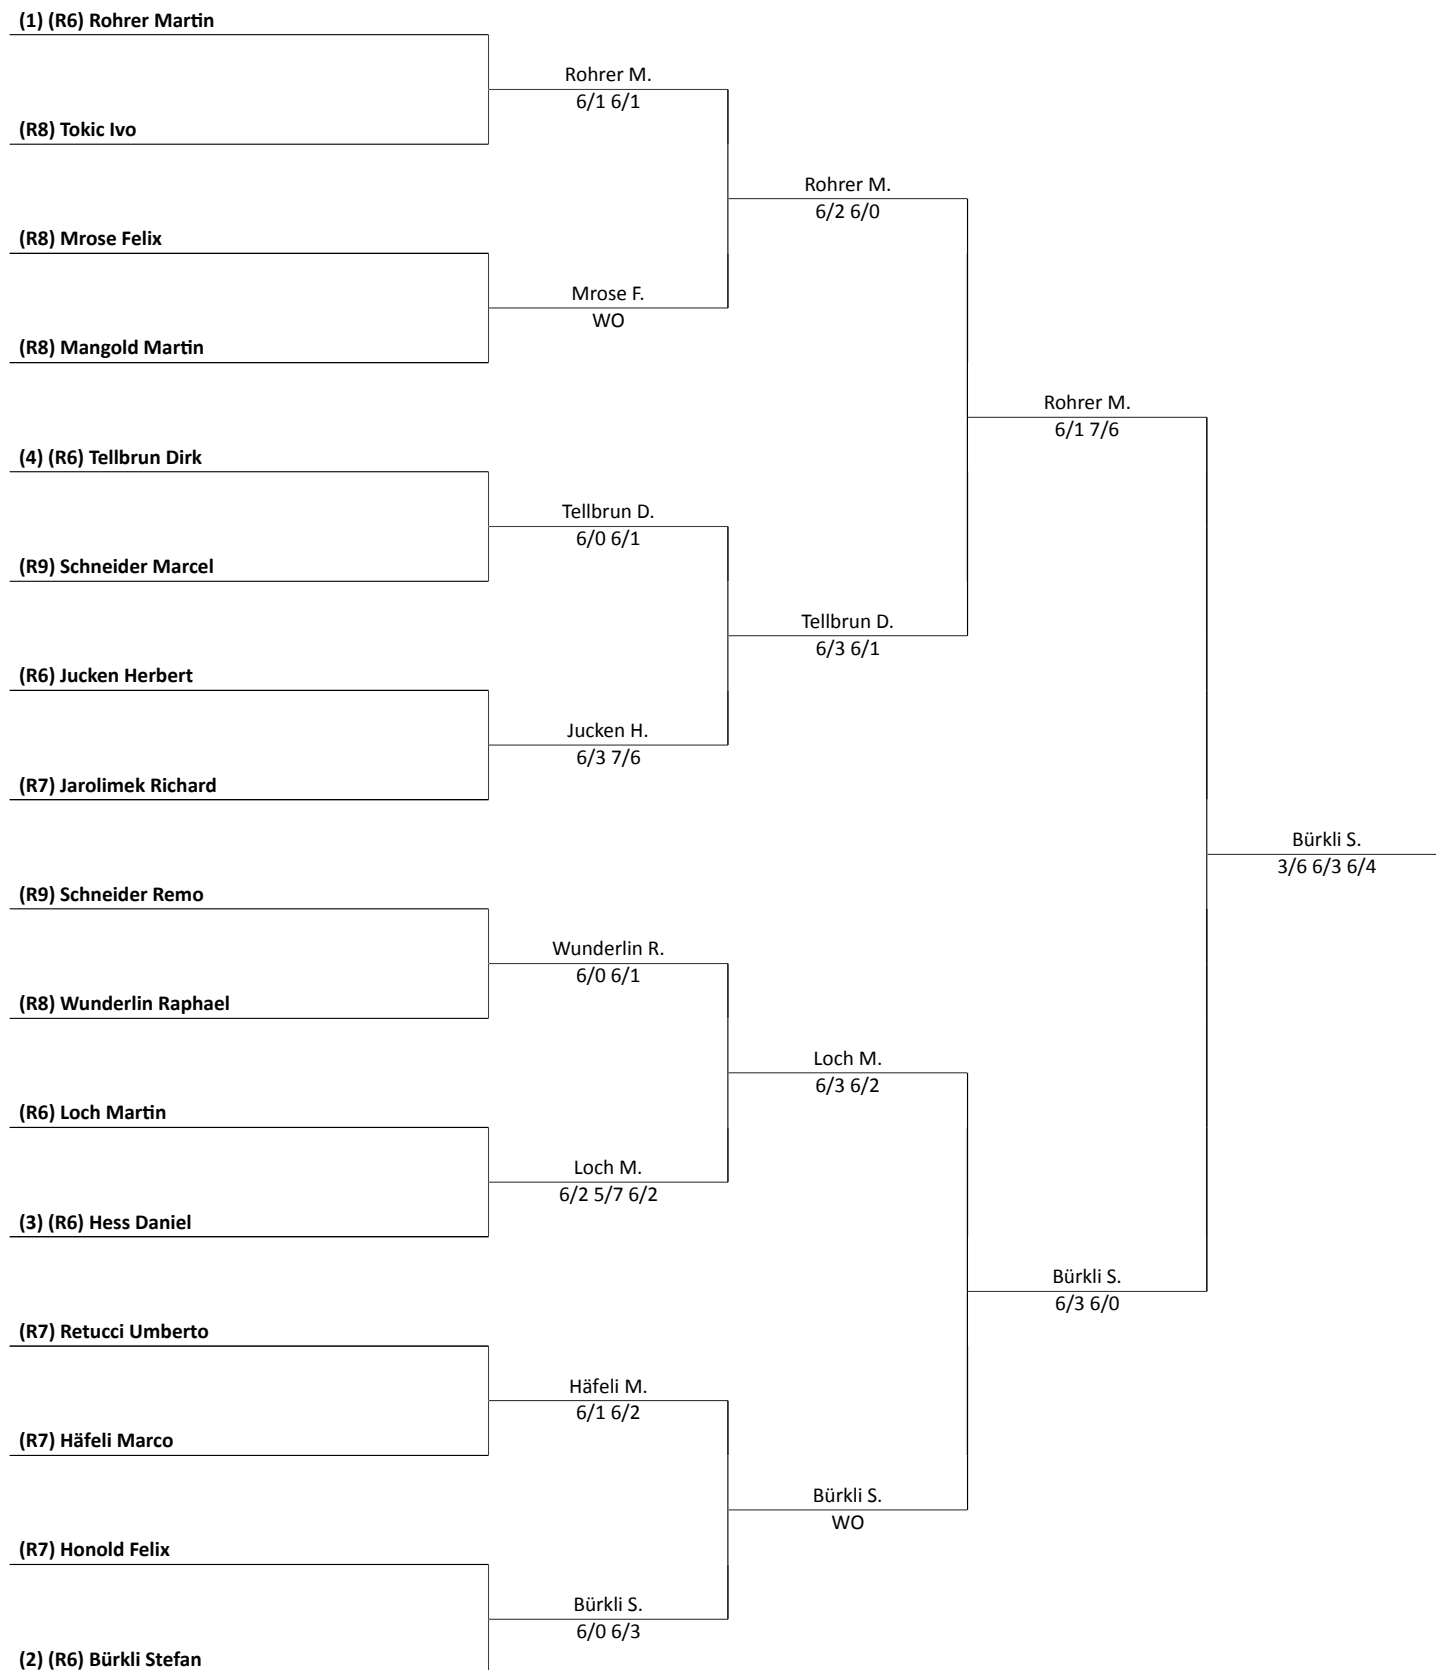 (1) (R6) Rohrer Martin
Rohrer M.
6/1 6/1
(R8) Tokic Ivo
Rohrer M.
6/2 6/0
(R8) Mrose Felix
Mrose F.
WO
(R8) Mangold Martin
Rohrer M.
6/1 7/6
(4) (R6) Tellbrun Dirk
Tellbrun D.
6/0 6/1
(R9) Schneider Marcel
Tellbrun D.
6/3 6/1
(R6) Jucken Herbert
Jucken H.
6/3 7/6
(R7) Jarolimek Richard
Bürkli S.
3/6 6/3 6/4
(R9) Schneider Remo
Wunderlin R.
6/0 6/1
(R8) Wunderlin Raphael
Loch M.
6/3 6/2
(R6) Loch Martin
Loch M.
6/2 5/7 6/2
(3) (R6) Hess Daniel
Bürkli S.
6/3 6/0
(R7) Retucci Umberto
Häfeli M.
6/1 6/2
(R7) Häfeli Marco
Bürkli S.
WO
(R7) Honold Felix
Bürkli S.
6/0 6/3
(2) (R6) Bürkli Stefan